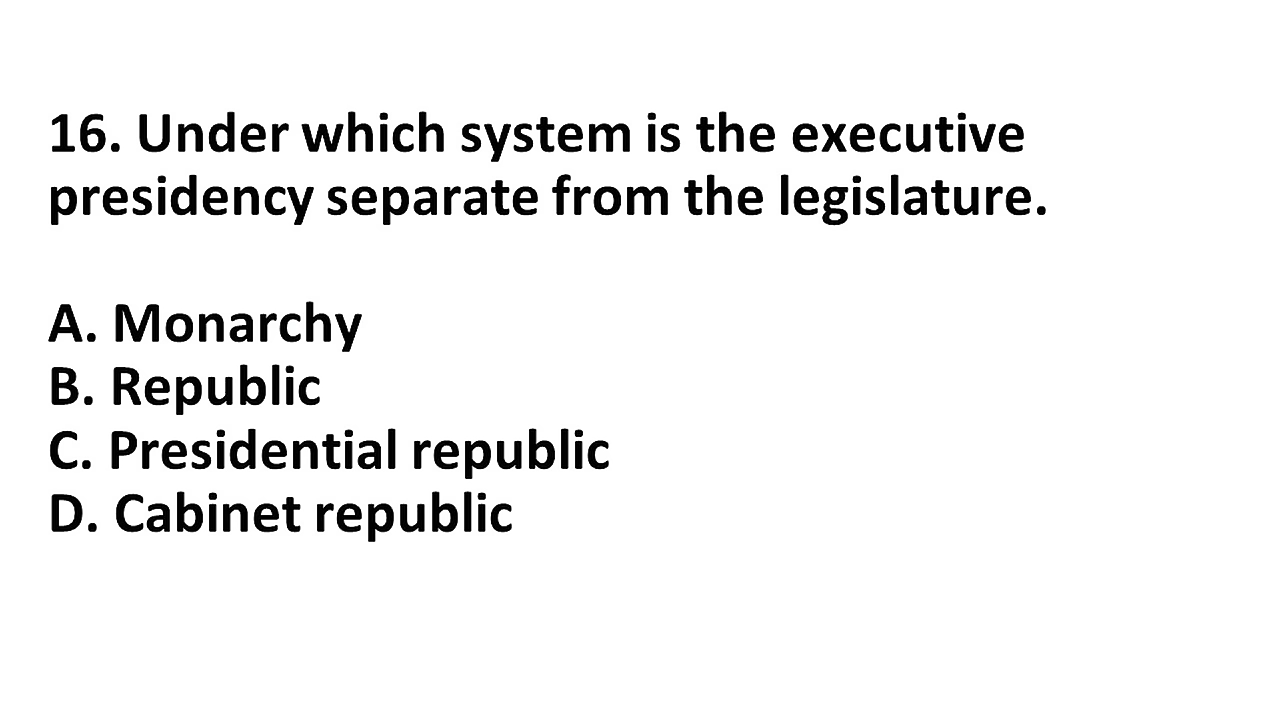 16. Under which system is the executive
presidency separate from the legislature.
A. Monarchy
B. Republic
C. Presidential republic
D. Cabinet republic